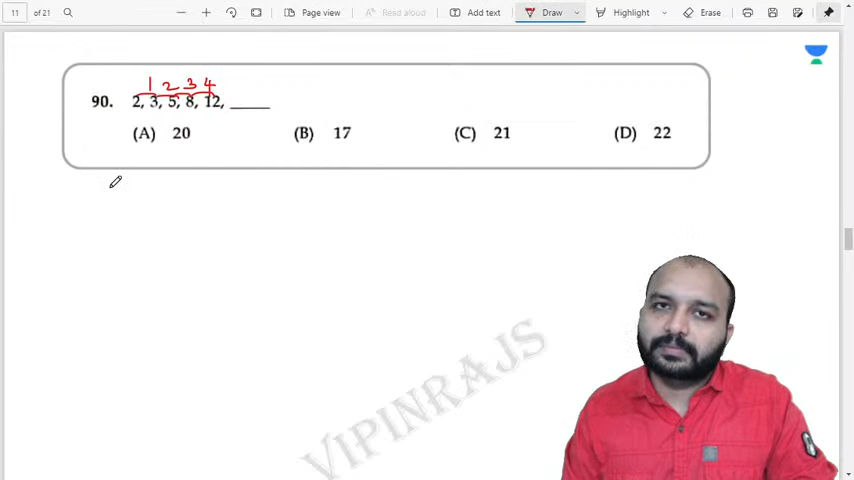 11 of 21 Page view Read aloud Add text Draw Highlight Erase
1 2 3 4
90. 2, 3, 5, 8, 12, _____
(A) 20 (B) 17 (C) 21 (D) 22
VIPINRAJS